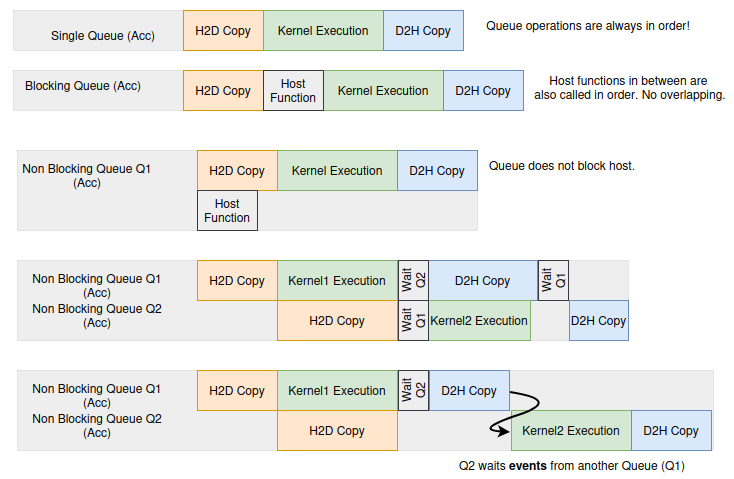 Single Queue (Acc)
H2D Copy
Kernel Execution
D2H Copy
Queue operations are always in order!
Blocking Queue (Acc)
H2D Copy
Host
Function
Kernel Execution
D2H Copy
Host functions in between are
also called in order. No overlapping.
Non Blocking Queue Q1
(Acc)
H2D Copy
Kernel Execution
D2H Copy
Queue does not block host.
Host
Function
Non Blocking Queue Q1
(Acc)
H2D Copy
Kernel1 Execution
Wait
Q2
D2H Copy
Wait
Q1
Non Blocking Queue Q2
(Acc)
H2D Copy
Wait
Q1
Kernel2 Execution
D2H Copy
Non Blocking Queue Q1
(Acc)
H2D Copy
Kernel1 Execution
Wait
Q2
D2H Copy
Non Blocking Queue Q2
(Acc)
H2D Copy
Kernel2 Execution
D2H Copy
Q2 waits events from another Queue (Q1)